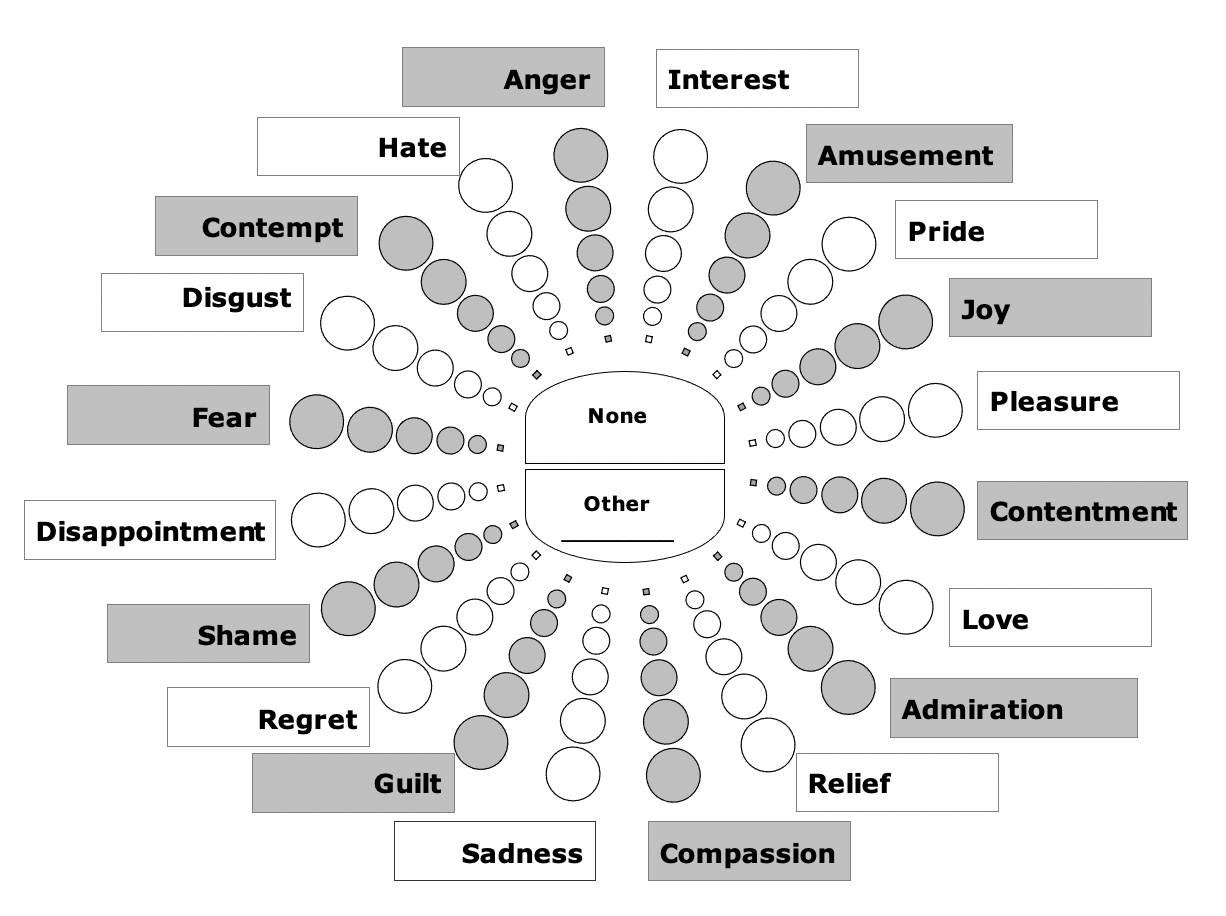 Anger
Interest
Hate
Amusement
Contempt
Pride
Disgust
Joy
Fear
Pleasure
None
Other
Disappointment
Contentment
Shame
Love
Regret
Admiration
Guilt
Relief
Sadness
Compassion